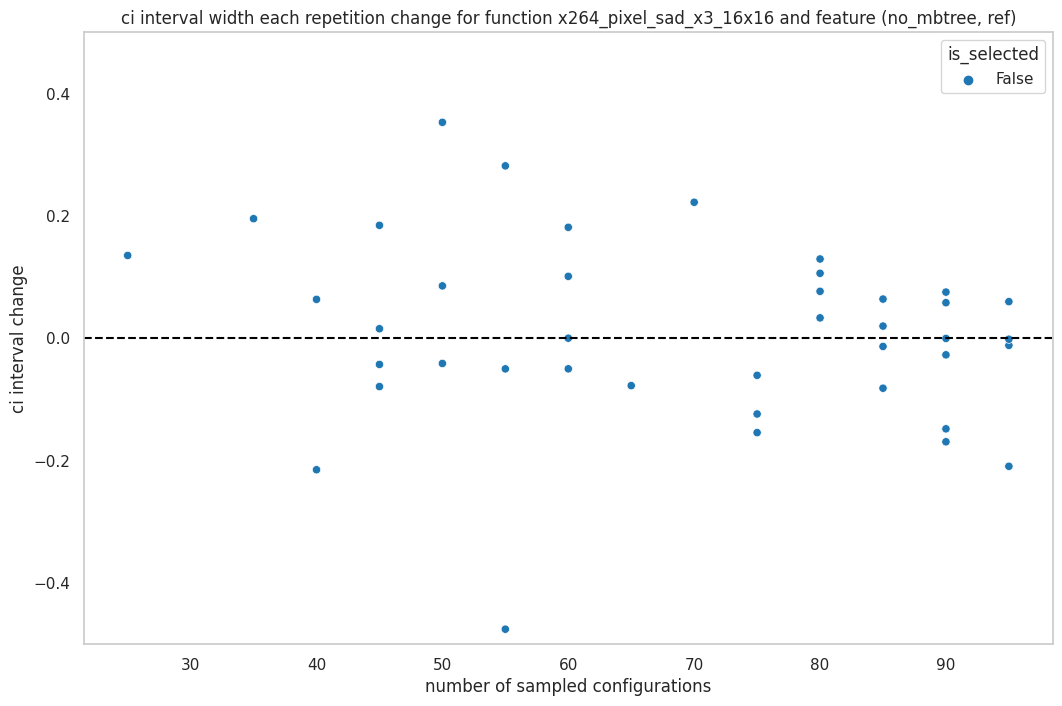 ci interval width each repetition change for function x264_pixel_sad_x3_16x16 and feature (no_mbtree, ref)
is_selected
False
ci interval change
0.4
0.2
0.0
−0.2
−0.4
30 40 50 60 70 80 90
number of sampled configurations